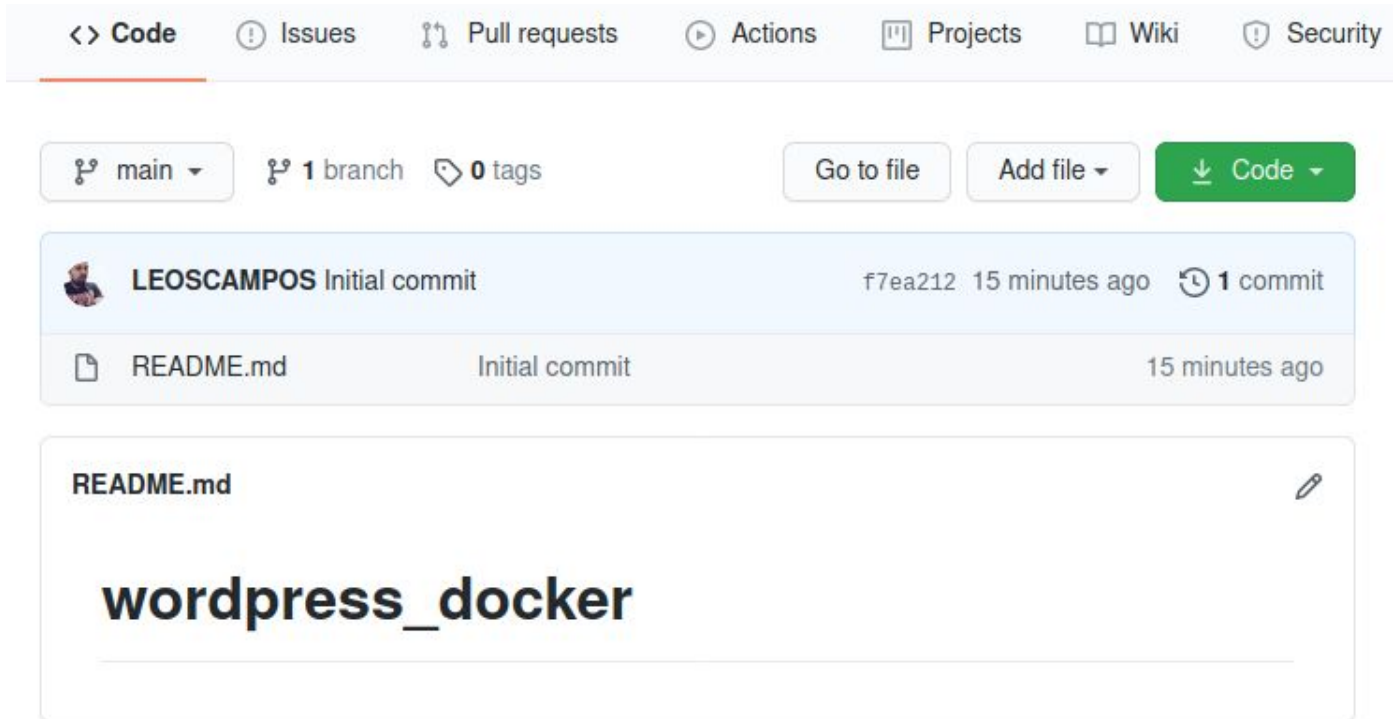 <> Code Issues Pull requests Actions Projects Wiki Security
main 1 branch 0 tags Go to file Add file Code
LEOSCAMPOS Initial commit f7ea212 15 minutes ago 1 commit
README.md Initial commit 15 minutes ago
README.md
wordpress_docker